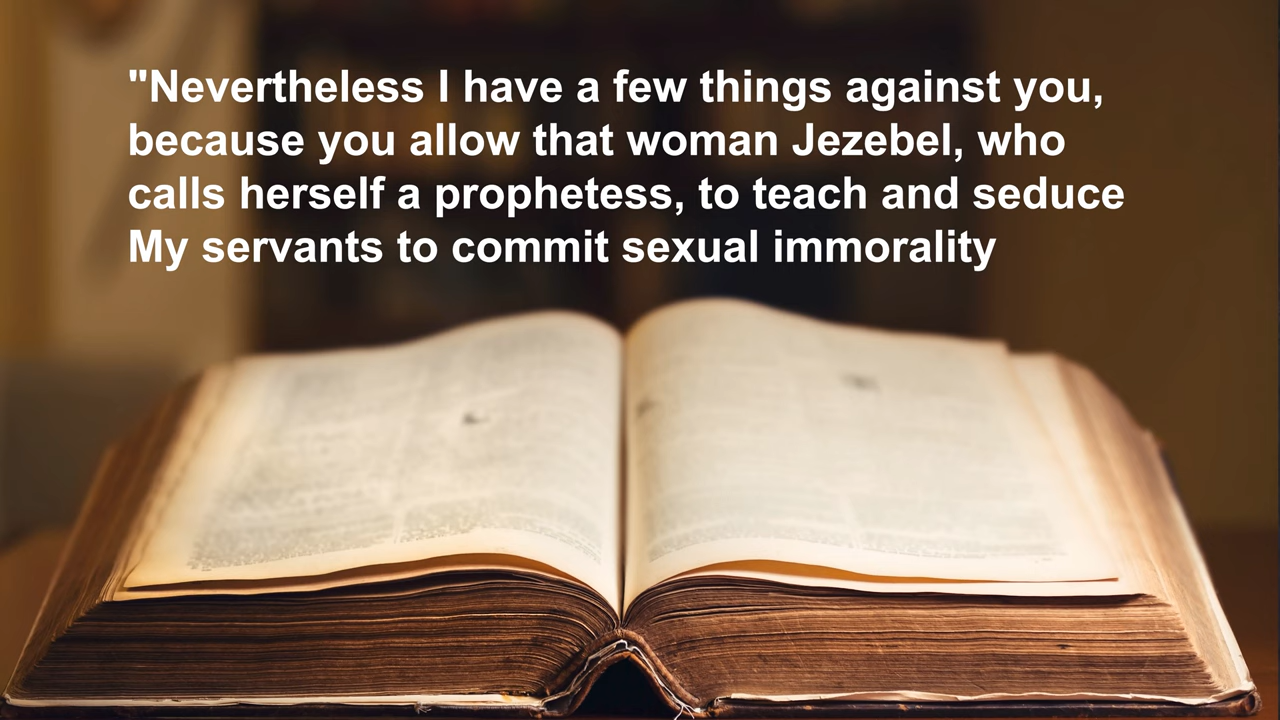 "Nevertheless I have a few things against you,
because you allow that woman Jezebel, who
calls herself a prophetess, to teach and seduce
My servants to commit sexual immorality